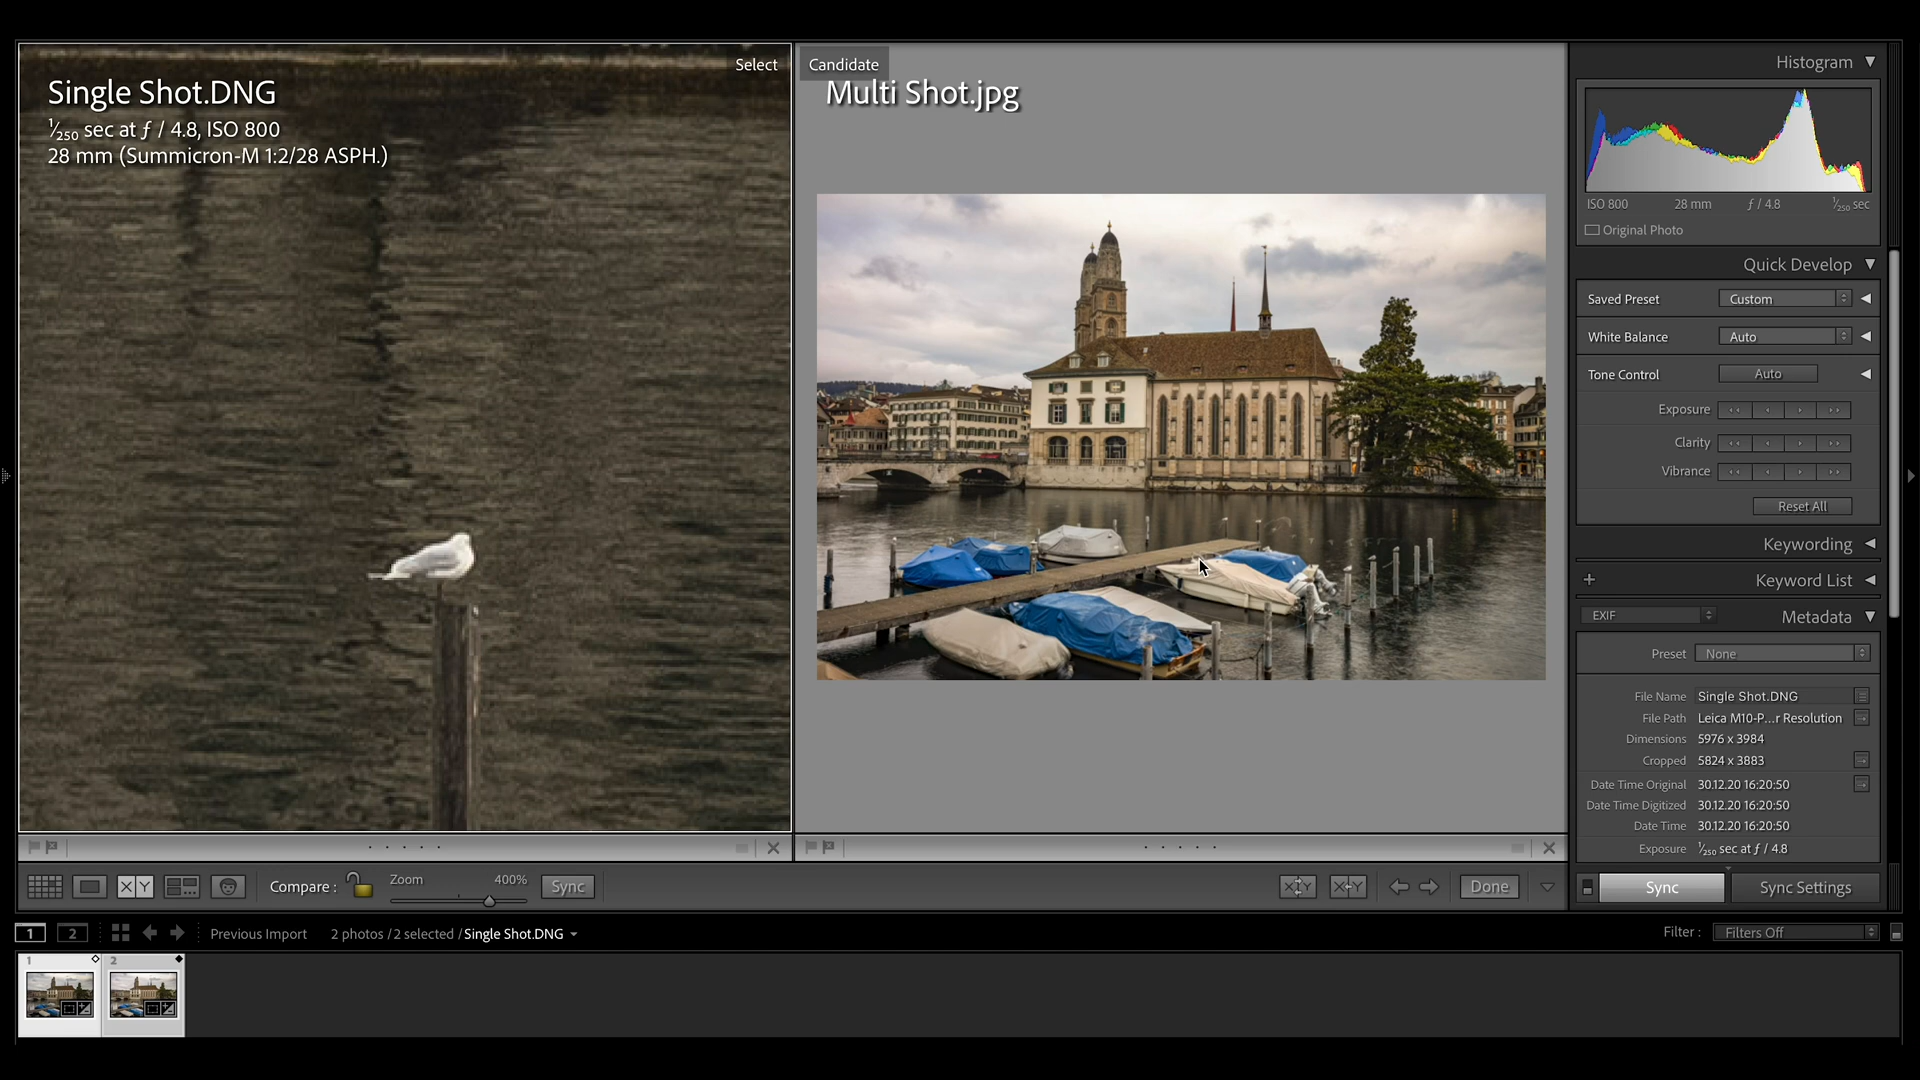 Single Shot.DNG
1/250 sec at ƒ / 4.8, ISO 800
28 mm (Summicron-M 1:2/28 ASPH.)
Select
Candidate
Multi Shot.jpg
Histogram
ISO 800 28 mm ƒ / 4.8 1/250 sec
Original Photo
Quick Develop
Saved Preset Custom
White Balance Auto
Tone Control Auto
Exposure
Clarity
Vibrance
Reset All
Keywording
+ Keyword List
EXIF Metadata
Preset None
File Name Single Shot.DNG
File Path Leica M10-P...r Resolution
Dimensions 5976 x 3984
Cropped 5824 x 3883
Date Time Original 30.12.20 16:20:50
Date Time Digitized 30.12.20 16:20:50
Date Time 30.12.20 16:20:50
Exposure 1/250 sec at ƒ / 4.8
X Y Compare : Zoom 400% Sync
X Y X Y Done
Sync Sync Settings
1 2 Previous Import 2 photos / 2 selected / Single Shot.DNG
Filter : Filters Off
1 2